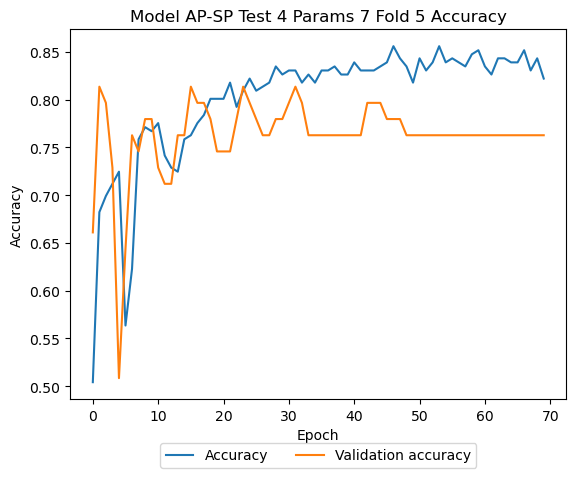 Model AP-SP Test 4 Params 7 Fold 5 Accuracy
0.85
0.80
0.75
0.70
0.65
0.60
0.55
0.50
Accuracy
0 10 20 30 40 50 60 70
Epoch
Accuracy Validation accuracy